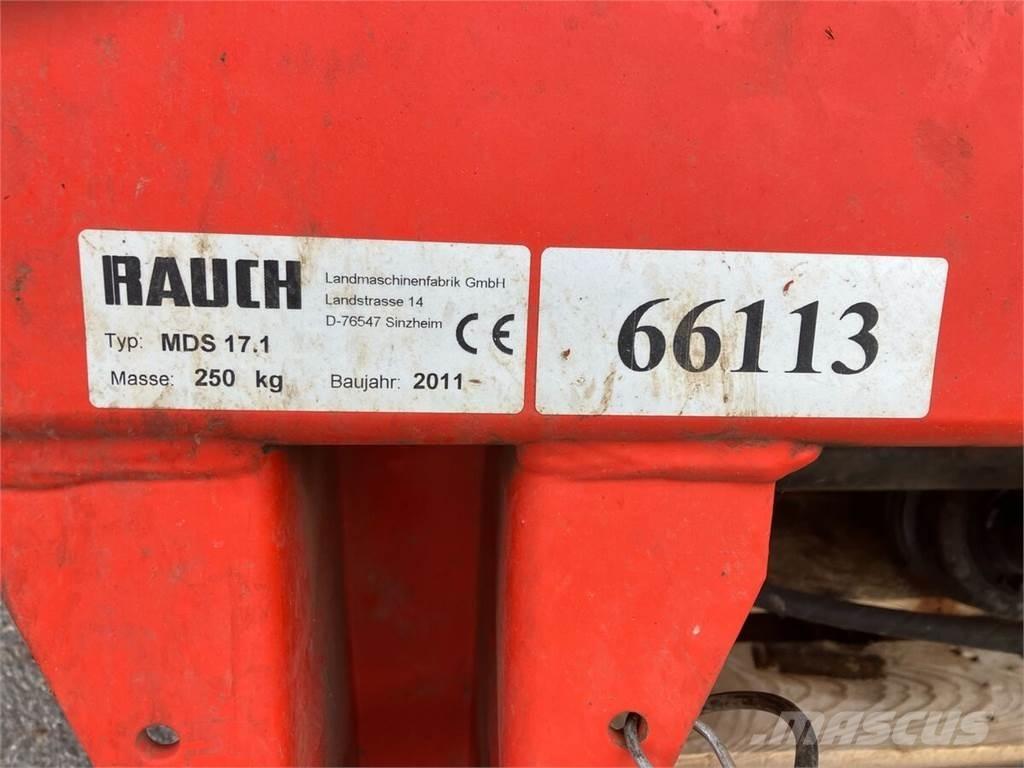 RAUCH
Landmaschinenfabrik GmbH
Landstrasse 14
D-76547 Sinzheim
CE
Typ: MDS 17.1
Masse: 250 kg
Baujahr: 2011
66113
MASCUS